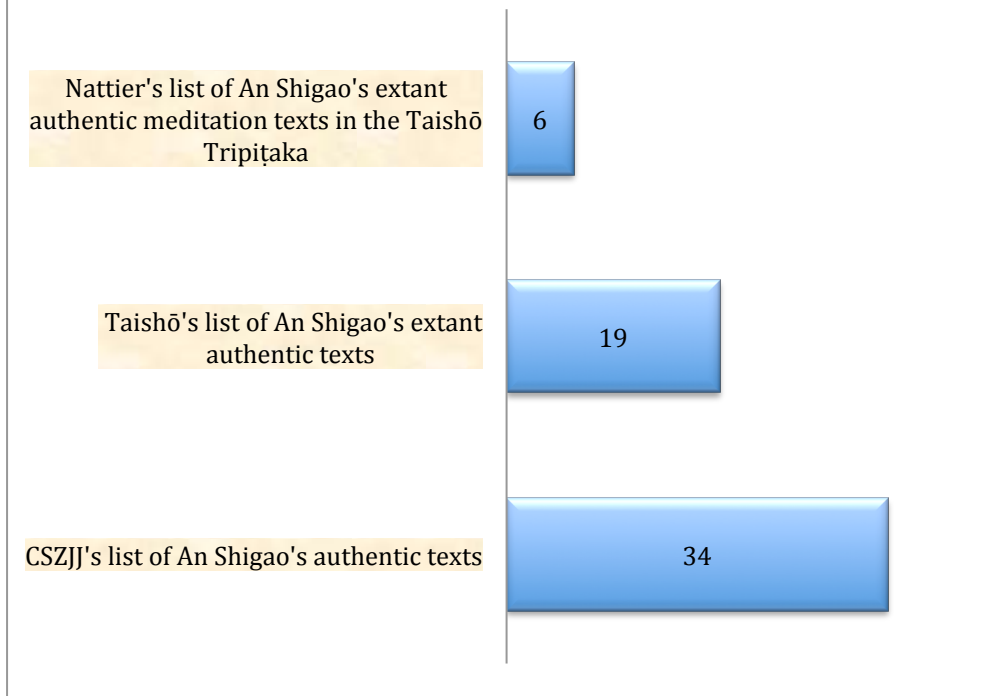 Nattier's list of An Shigao's extant
authentic meditation texts in the Taishō
Tripiṭaka
6
Taishō's list of An Shigao's extant
authentic texts
19
CSZJJ's list of An Shigao's authentic texts
34